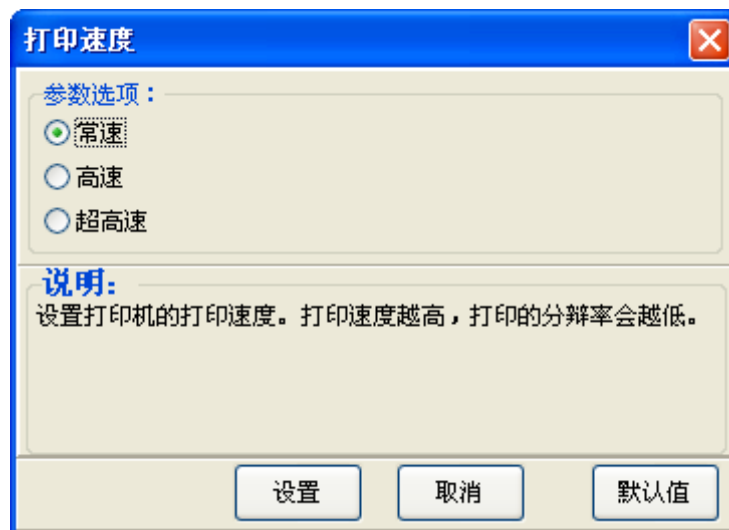 打印速度
参数选项：
常速
高速
超高速
说明：
设置打印机的打印速度。打印速度越高，打印的分辩率会越低。
设置
取消
默认值